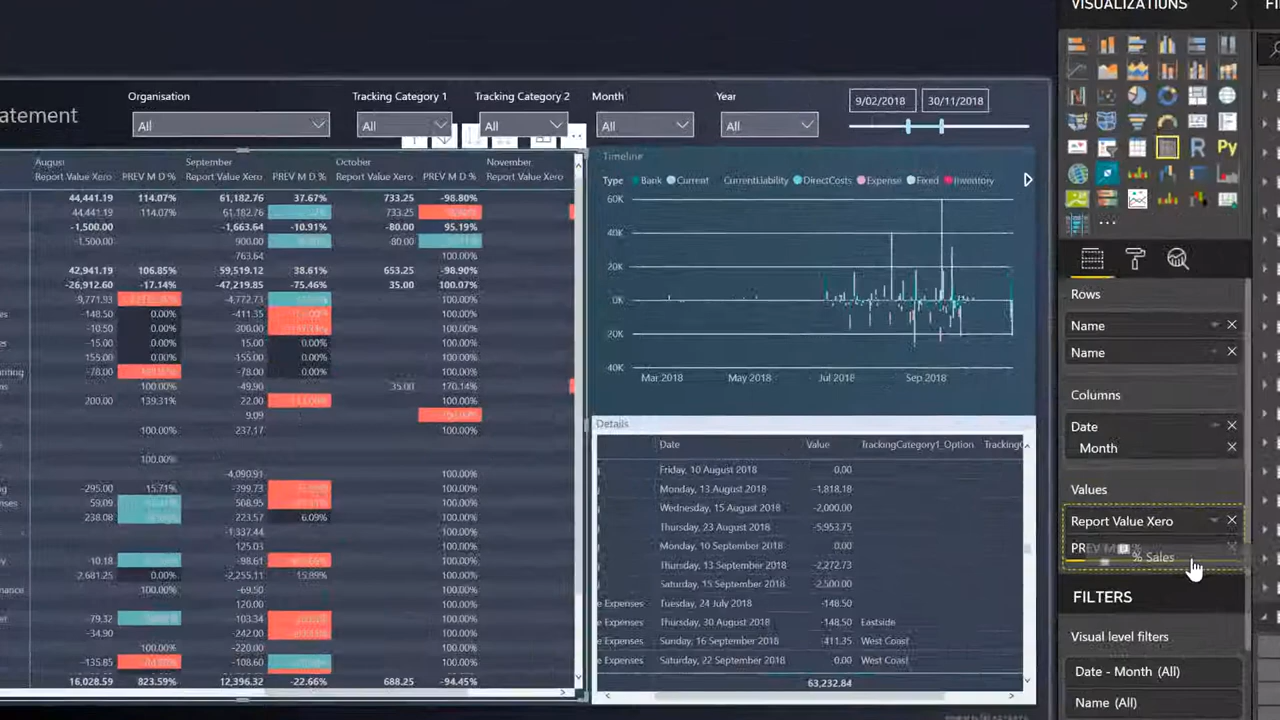 VISUALIZATIONS
atement
Organisation
Tracking Category 1
Tracking Category 2
Month
Year
All
All
All
All
All
9/02/2018
30/11/2018
August
September
October
November
Report Value Xero PREV M D % Report Value Xero PREV M D % Report Value Xero PREV M D % Report Value Xero
44,441.19 114.07% 61,182.76 37.67% 733.25 -98.80%
44,441.19 114.07% 61,182.76 733.25
-1,500.00 -1,663.64 -10.91% -80.00 95.19%
-1,500.00 900.00 -80.00
763.64 100.00%
42,941.19 106.85% 59,519.12 38.61% 653.25 -98.90%
-26,912.60 -17.14% -47,219.85 -75.46% 35.00 100.07%
9,771.93 -4,772.73 100.00%
es -148.50 0.00% -411.35 100.00%
-10.50 0.00% 300.00 100.00%
-15.00 0.00% 15.00 0.00% 100.00%
155.00 0.00% -155.00 0.00% 100.00%
nting -78.00 -78.00 0.00% 100.00%
ns 100.00% -49.90 35.00 170.14%
200.00 139.31% 22.00 100.00%
9.09
100.00% 237.17 100.00%
100.00% 100.00%
-4,090.91 100.00%
ng -295.00 15.71% -399.73 100.00%
nses 59.09 508.95 100.00%
238.08 223.57 6.09% 100.00%
-1,337.44 100.00%
125.03 100.00%
y -10.18 -98.61 100.00%
2,681.25 0.00% -2,255.11 15.89% 100.00%
nance 100.00% -69.50 100.00%
120.00 100.00%
79.32 103.34 100.00%
-34.90 -242.00 100.00%
100.00% -220.00 100.00%
-135.85 -108.60 100.00%
16,028.59 823.59% 12,396.32 -22.66% 688.25 -94.45%
Timeline
Type Bank Current CurrentLiability DirectCosts Expense Fixed Inventory
60K
40K
20K
0K
20K
40K
Mar 2018 May 2018 Jul 2018 Sep 2018
Details
Date Value TrackingCategory1_Option Tracking
Friday, 10 August 2018 0.00
Monday, 13 August 2018 -1,818.18
Wednesday, 15 August 2018 -2,000.00
Thursday, 23 August 2018 -5,953.75
Monday, 10 September 2018 0.00
Thursday, 13 September 2018 -2,272.73
Saturday, 15 September 2018 -2,500.00
e Expenses Tuesday, 24 July 2018 -148.50
e Expenses Thursday, 30 August 2018 -148.50 Eastside
e Expenses Sunday, 16 September 2018 -411.35 West Coast
e Expenses Saturday, 22 September 2018 0.00 West Coast
63,232.84
R
Py
Rows
Name
Name
Columns
Date
Month
Values
Report Value Xero
PREV M
% Sales
FILTERS
Visual level filters
Date - Month (All)
Name (All)